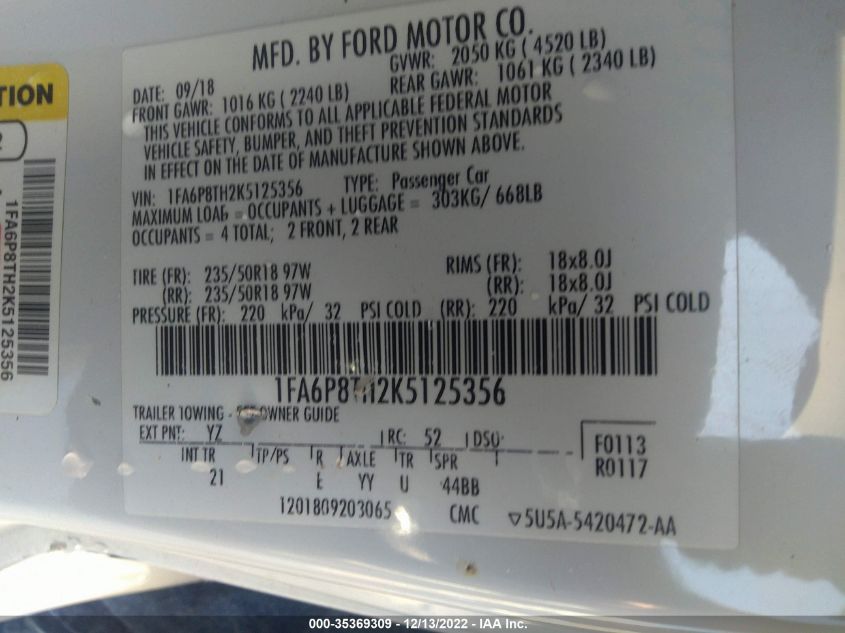 MFD. BY FORD MOTOR CO.
DATE: 09/18 GVWR: 2050 KG ( 4520 LB)
FRONT GAWR: 1016 KG ( 2240 LB) REAR GAWR: 1061 KG ( 2340 LB)
THIS VEHICLE CONFORMS TO ALL APPLICABLE FEDERAL MOTOR
VEHICLE SAFETY, BUMPER, AND THEFT PREVENTION STANDARDS
IN EFFECT ON THE DATE OF MANUFACTURE SHOWN ABOVE.
VIN: 1FA6P8TH2K5125356 TYPE: Passenger Car
MAXIMUM LOAD = OCCUPANTS + LUGGAGE = 303KG/ 668LB
OCCUPANTS = 4 TOTAL; 2 FRONT, 2 REAR
TIRE (FR): 235/50R18 97W RIMS (FR): 18x8.0J
(RR): 235/50R18 97W (RR): 18x8.0J
PRESSURE (FR): 220 kPa/ 32 PSI COLD (RR): 220 kPa/ 32 PSI COLD
1FA6P8TH2K5125356
TRAILER TOWING - SEE OWNER GUIDE
EXT PNT: YZ RC: 52 DSO:
INT TR TP/PS R AXLE TR SPR
21 E YY U 44BB
F0113
R0117
1201809203065 CMC 5U5A-5420472-AA
TION
2
1FA6P8TH2K5125356
000-35369309 - 12/13/2022 - IAA Inc.